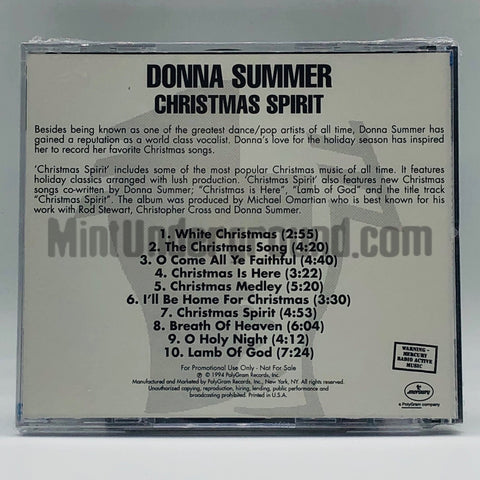 DONNA SUMMER
CHRISTMAS SPIRIT
Besides being known as one of the greatest dance/pop artists of all time, Donna Summer has
gained a reputation as a world class vocalist. Donna's love for the holiday season has inspired
her to record her favorite Christmas songs.
'Christmas Spirit' includes some of the most popular Christmas music of all time. It features
holiday classics arranged with lush production. 'Christmas Spirit' also features new Christmas
songs co-written by Donna Summer; "Christmas is Here", "Lamb of God" and the title track
"Christmas Spirit". The album was produced by Michael Omartian who is best known for his
work with Rod Stewart, Christopher Cross and Donna Summer.
1. White Christmas (2:55)
2. The Christmas Song (4:20)
3. O Come All Ye Faithful (4:40)
4. Christmas Is Here (3:22)
5. Christmas Medley (5:20)
6. I'll Be Home For Christmas (3:30)
7. Christmas Spirit (4:53)
8. Breath Of Heaven (6:04)
9. O Holy Night (4:12)
10. Lamb Of God (7:24)
For Promotional Use Only - Not For Sale
℗ © 1994 PolyGram Records, Inc.
Manufactured and Marketed by PolyGram Records, Inc., New York, NY. All rights reserved.
Unauthorized copying, reproduction, hiring, lending, public performance and
broadcasting prohibited. Printed in U.S.A.
WARNING -
MERCURY
RADIO ACTIVE
MUSIC
mercury
a PolyGram company